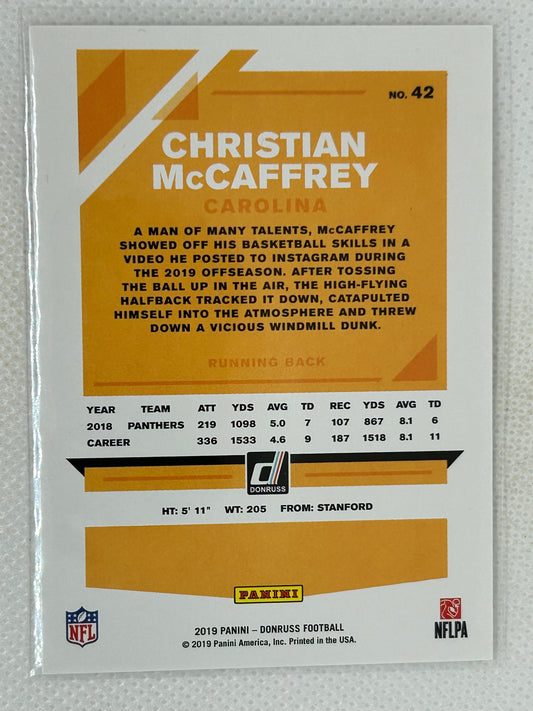 NO. 42
CHRISTIAN
McCAFFREY
CAROLINA
A MAN OF MANY TALENTS, McCAFFREY
SHOWED OFF HIS BASKETBALL SKILLS IN A
VIDEO HE POSTED TO INSTAGRAM DURING
THE 2019 OFFSEASON. AFTER TOSSING
THE BALL UP IN THE AIR, THE HIGH-FLYING
HALFBACK TRACKED IT DOWN, CATAPULTED
HIMSELF INTO THE ATMOSPHERE AND THREW
DOWN A VICIOUS WINDMILL DUNK.
RUNNING BACK
YEAR TEAM ATT YDS AVG TD REC YDS AVG TD
2018 PANTHERS 219 1098 5.0 7 107 867 8.1 6
CAREER 336 1533 4.6 9 187 1518 8.1 11
d
DONRUSS
HT: 5' 11" WT: 205 FROM: STANFORD
PANINI
NFL
2019 PANINI – DONRUSS FOOTBALL
© 2019 Panini America, Inc. Printed in the USA.
NFLPA